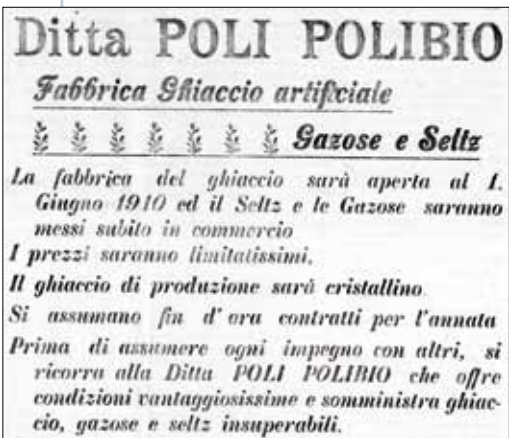 Ditta POLI POLIBIO
Fabbrica Ghiaccio artificiale
Gazose e Seltz
La fabbrica del ghiaccio sarà aperta al 1.
Giugno 1910 ed il Seltz e le Gazose saranno
messi subito in commercio
I prezzi saranno limitatissimi.
Il ghiaccio di produzione sarà cristallino.
Si assumano fin d'ora contratti per l'annata
Prima di assumere ogni impegno con altri, si
ricorra alla Ditta POLI POLIBIO che offre
condizioni vantaggiosissime e somministra ghiac-
cio, gazose e seltz insuperabili.